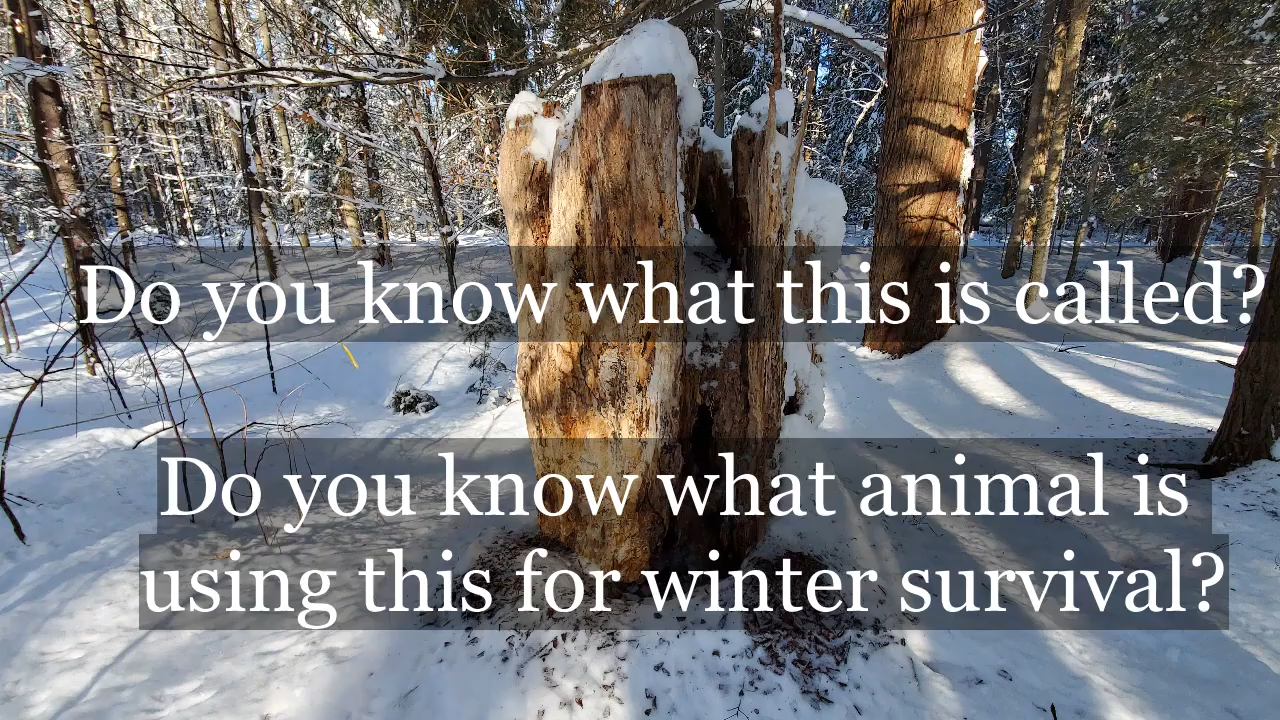 Do you know what this is called?
Do you know what animal is
using this for winter survival?